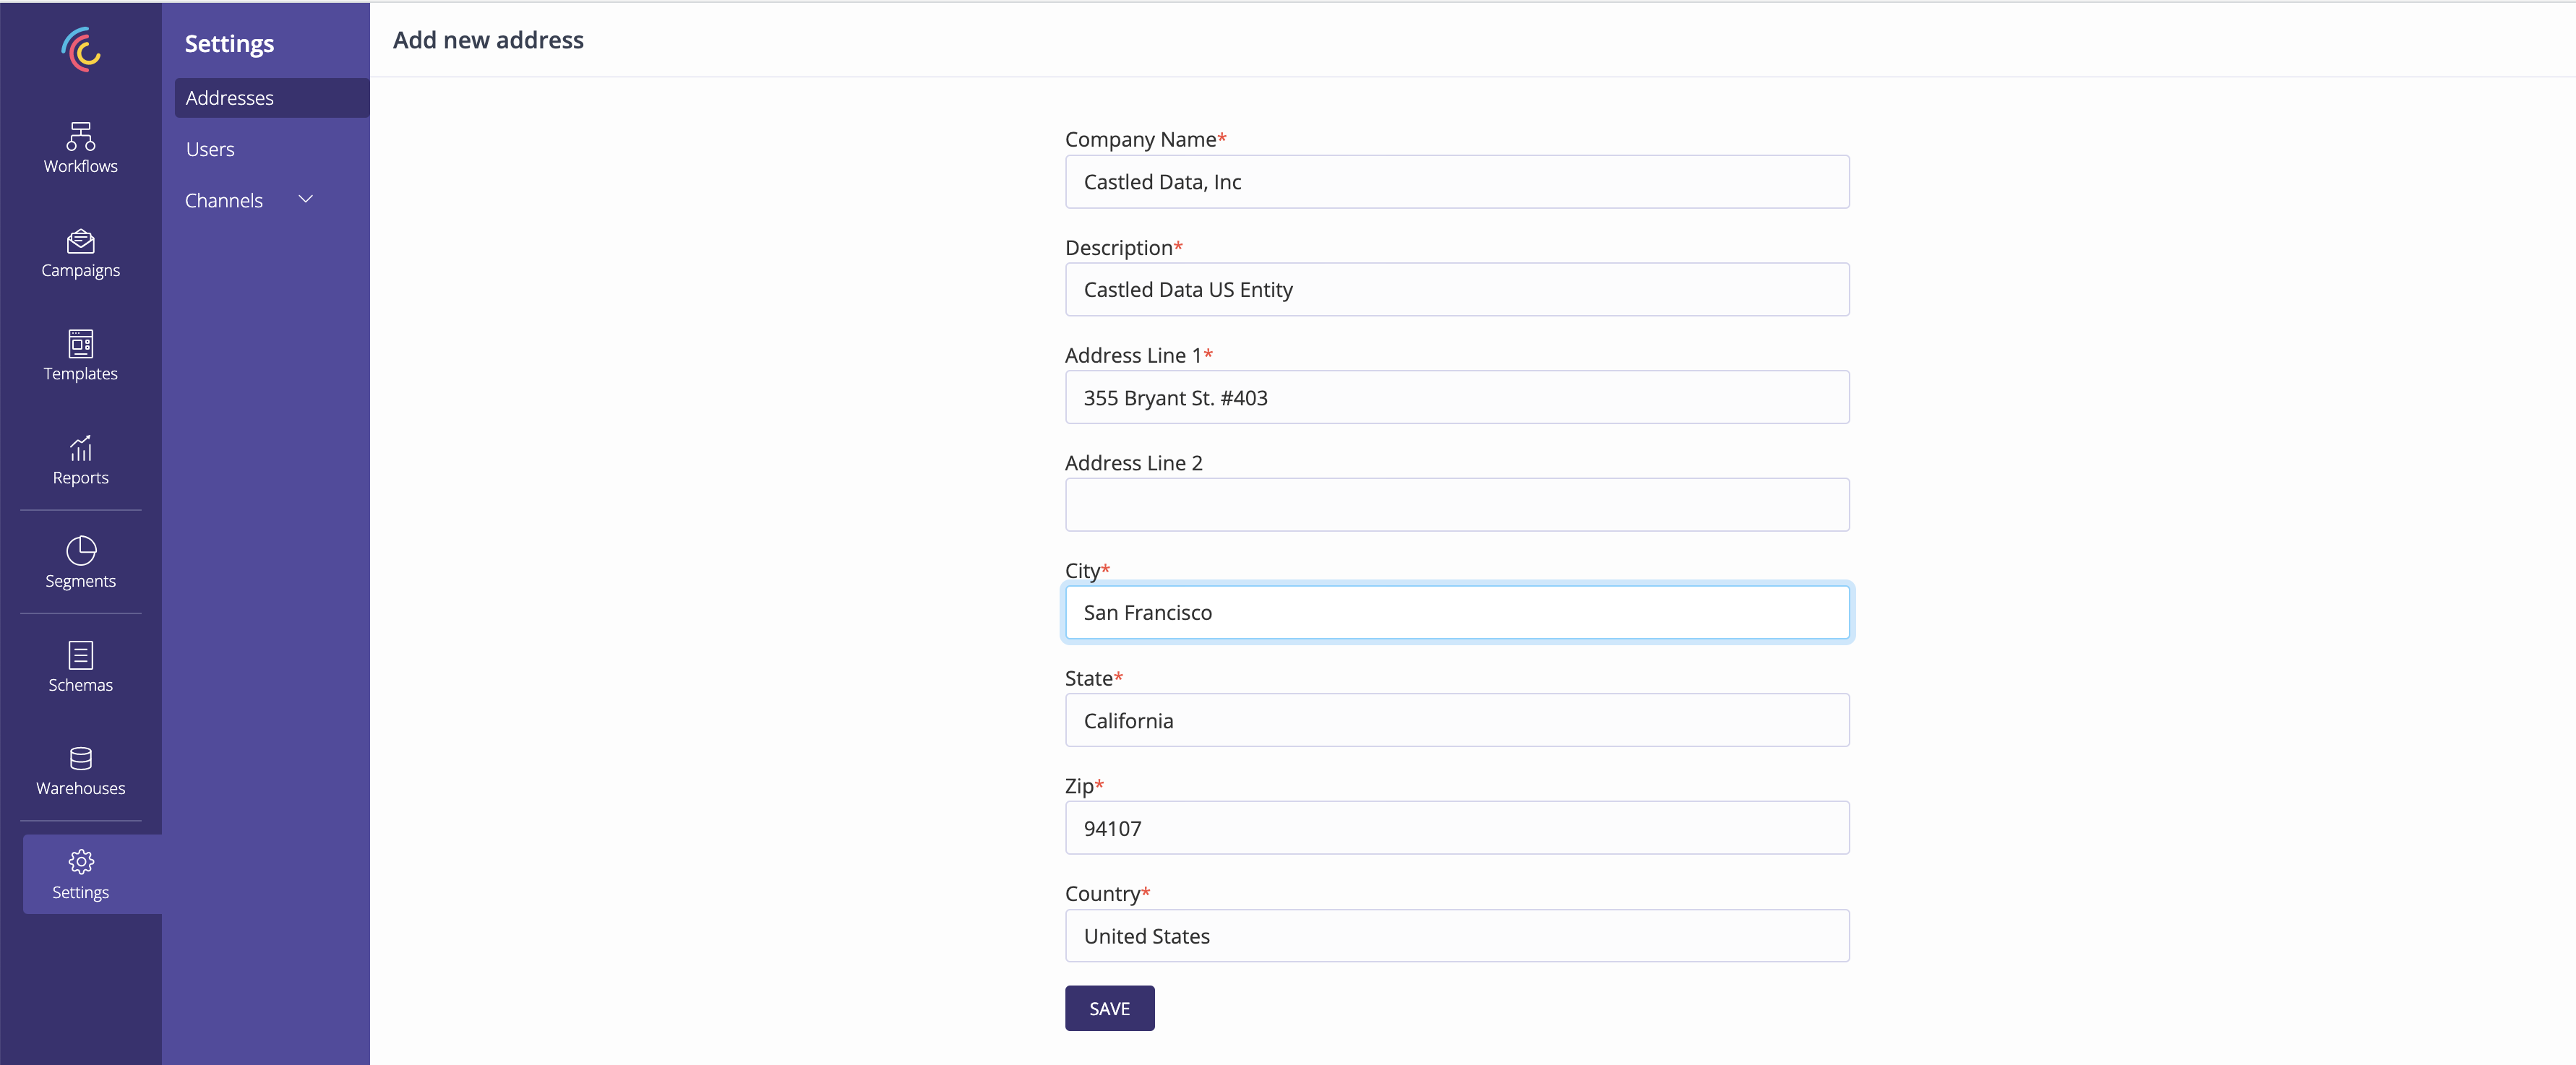 Workflows
Campaigns
Templates
Reports
Segments
Schemas
Warehouses
Settings
Settings
Addresses
Users
Channels
Add new address
Company Name*
Castled Data, Inc
Description*
Castled Data US Entity
Address Line 1*
355 Bryant St. #403
Address Line 2
City*
San Francisco
State*
California
Zip*
94107
Country*
United States
SAVE